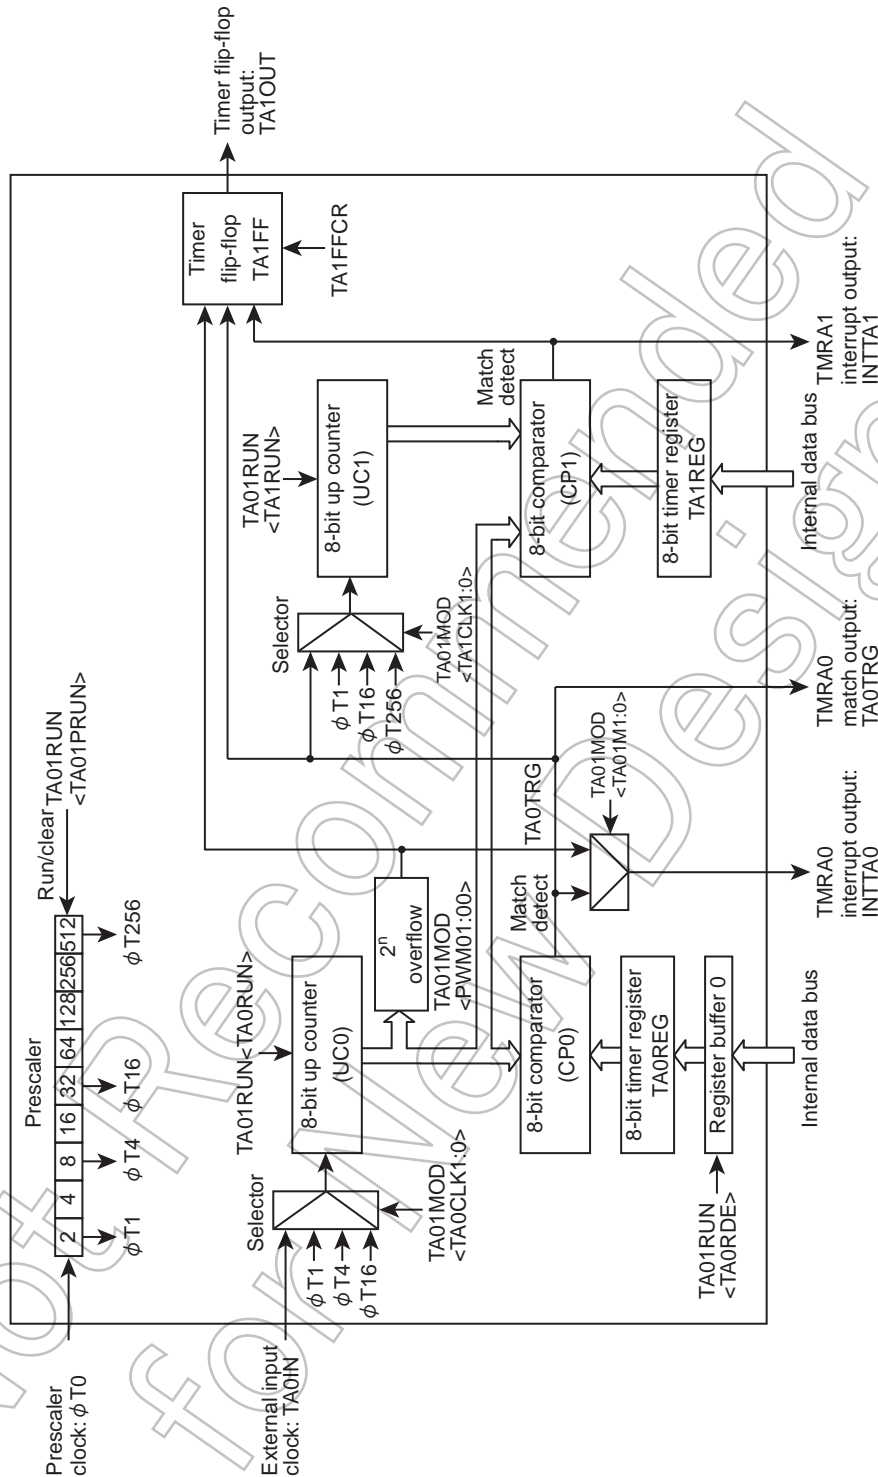 Prescaler
clock: ϕT0
Prescaler
2
4
8
16
32
64
128
256
512
Run/clear
TA01RUN
<TA01PRUN>
ϕT1
ϕT4
ϕT16
ϕT256
External input
clock: TA0IN
Selector
ϕT1
ϕT4
ϕT16
TA01MOD
<TA0CLK1:0>
TA01RUN<TA0RUN>
8-bit up counter
(UC0)
2n
overflow
TA01MOD
<PWM01:00>
Selector
ϕT1
ϕT16
ϕT256
TA01MOD
<TA1CLK1:0>
TA01RUN
<TA1RUN>
8-bit up counter
(UC1)
Timer
flip-flop
TA1FF
TA1FFCR
Timer flip-flop
output:
TA1OUT
8-bit comparator
(CP0)
Match
detect
TA0TRG
8-bit timer register
TA0REG
Register buffer 0
TA01RUN
<TA0RDE>
Internal data bus
TA01MOD
<TA01M1:0>
TMRA0
interrupt output:
INTTA0
TMRA0
match output:
TA0TRG
8-bit comparator
(CP1)
Match
detect
8-bit timer register
TA1REG
Internal data bus
TMRA1
interrupt output:
INTTA1
Not Recommended
for New Design